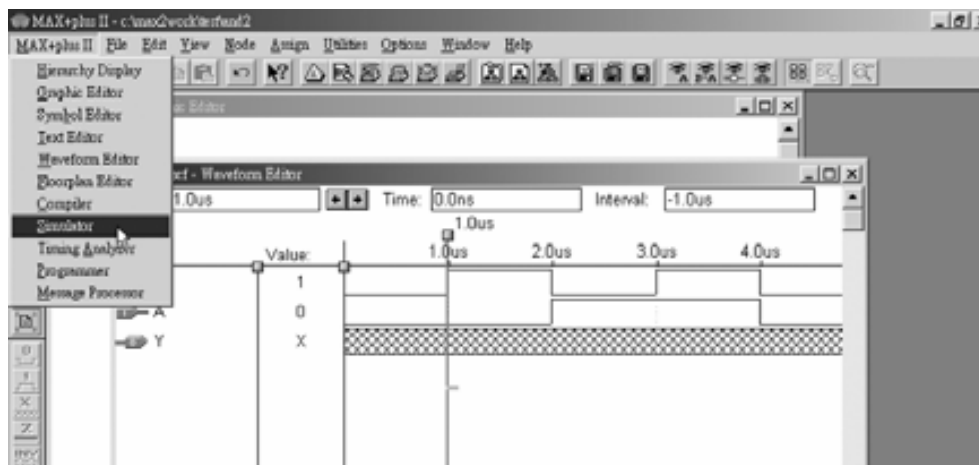 MAX+plus II - c:\max2work\terfand2
MAX+plus II File Edit View Node Assign Utilities Options Window Help
Hierarchy Display
Graphic Editor
Symbol Editor
Text Editor
Waveform Editor
Floorplan Editor
Compiler
Simulator
Timing Analyzer
Programmer
Message Processor
Editor
scf - Waveform Editor
1.0us Time: 0.0ns Interval: -1.0us
1.0us
Value: 1.0us 2.0us 3.0us 4.0us
1
A 0
Y X